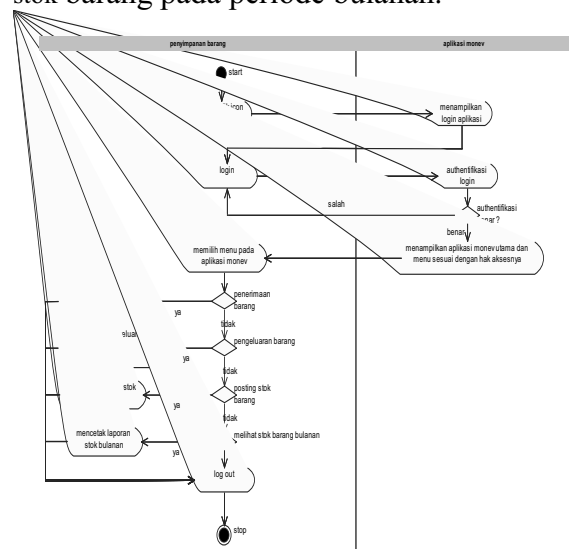 stok barang pada periode bulanan.
penyimpanan barang
aplikasi monev
start
menampilkan
login aplikasi
login
authentifikasi
login
salah
authentifikasi
benar
memilih menu pada
aplikasi monev
menampilkan aplikasi monev utama dan
menu sesuai dengan hak aksesnya
penerimaan
barang
ya
tidak
pengeluaran barang
ya
tidak
posting stok
barang
stok
ya
tidak
melihat stok barang bulanan
mencetak laporan
stok bulanan
ya
log out
stop